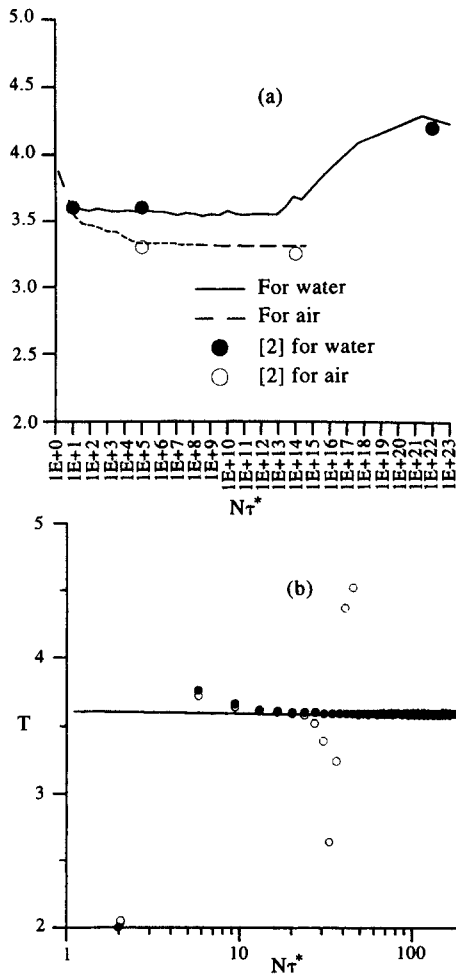 5.0
(a)
4.5
4.0
3.5
3.0
For water
For air
2.5
[2] for water
[2] for air
2.0
1E+0
1E+1
1E+2
1E+3
1E+4
1E+5
1E+6
1E+7
1E+8
1E+9
1E+10
1E+11
1E+12
1E+13
1E+14
1E+15
1E+17
1E+18
1E+19
1E+20
1E+21
1E+22
1E+23
Nτ*
5
(b)
4
T
3
2
1
10
100
Nτ*